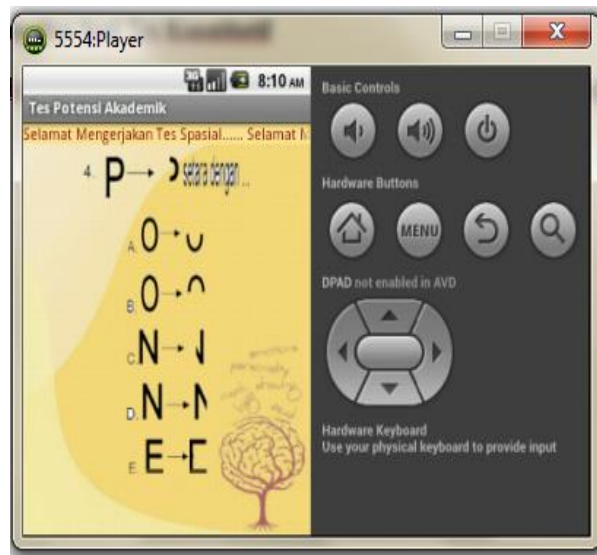 5554:Player
3G
8:10 AM
Tes Potensi Akademik
Selamat Mengerjakan Tes Spasial...... Selamat M
4. P→ setara dengan ...
A. O→
B. O→
C. N→
D. N→
E. E→
Basic Controls
Hardware Buttons
MENU
DPAD not enabled in AVD
Hardware Keyboard
Use your physical keyboard to provide input